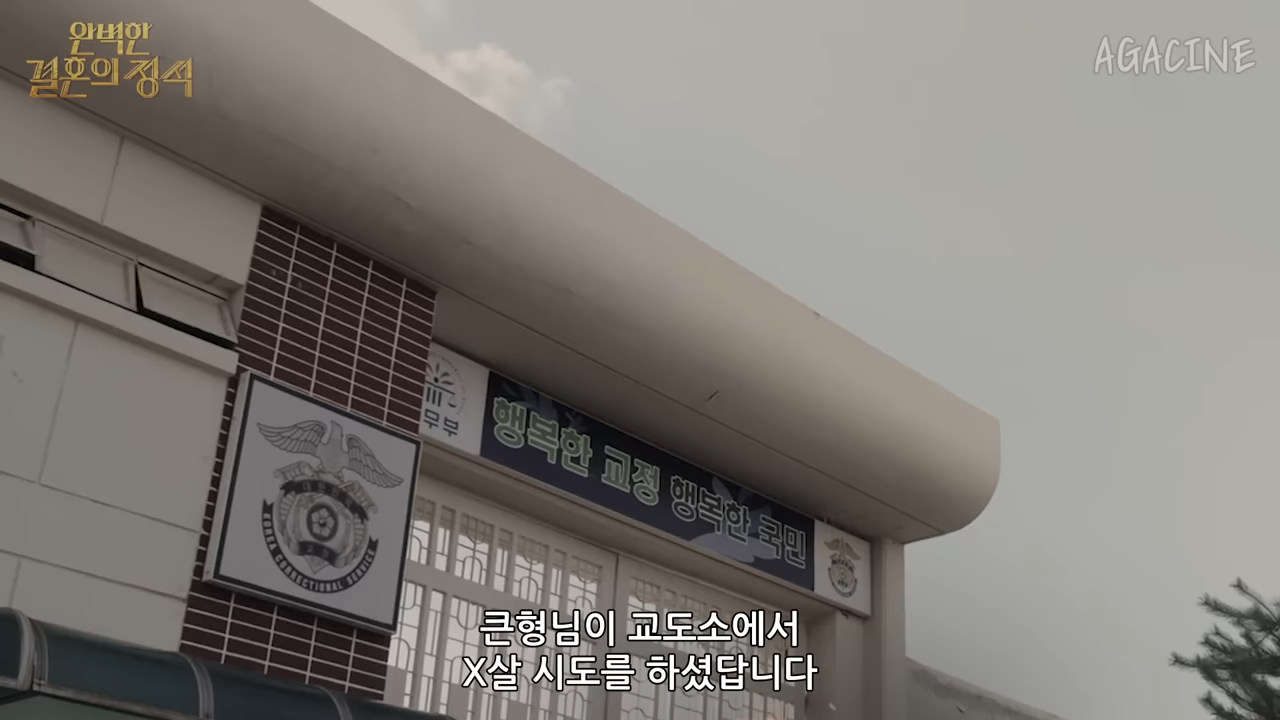 완벽한
결혼의 정석
AGACINE
무부
행복한 교정 행복한 국민
KOREA CORRECTIONAL SERVICE
큰형님이 교도소에서
X살 시도를 하셨답니다